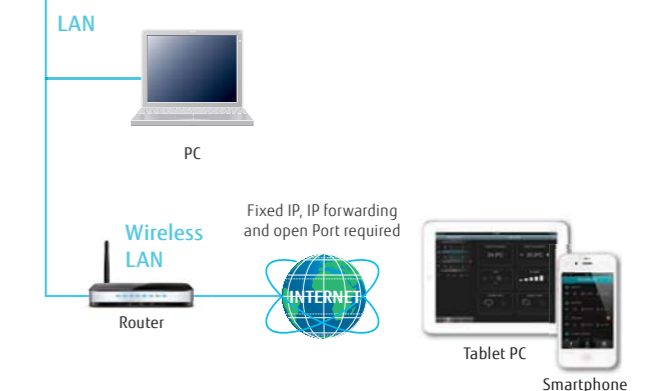 LAN
PC
Fixed IP, IP forwarding
and open Port required
Wireless
LAN
INTERNET
Router
Tablet PC
Smartphone